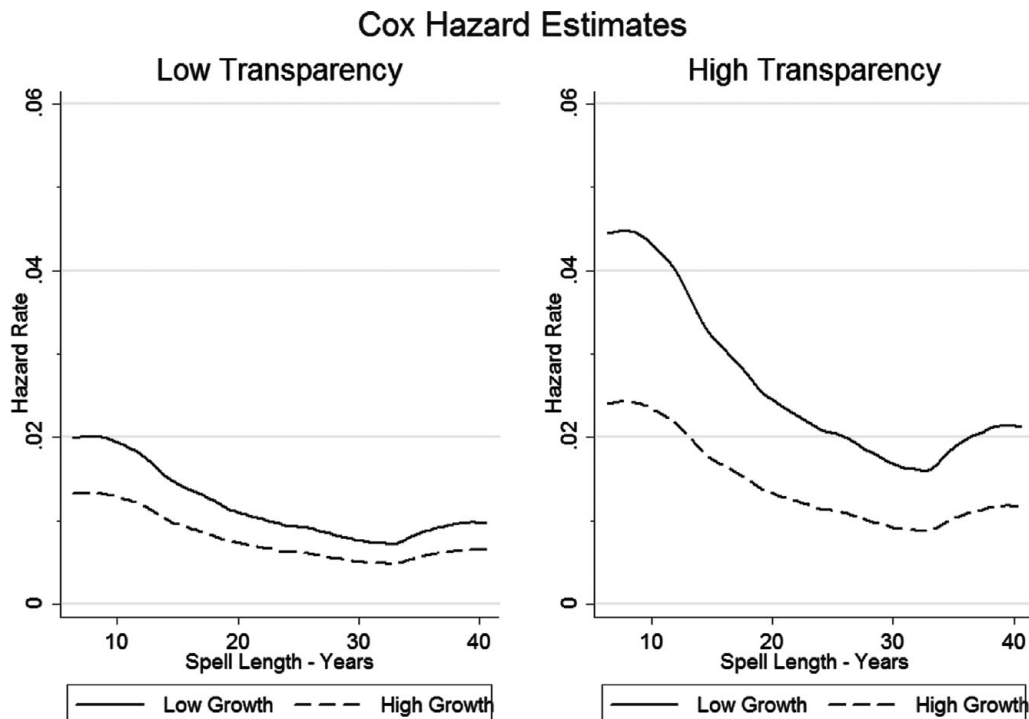 Cox Hazard Estimates
Low Transparency
Hazard Rate
.06
.04
.02
0
10 20 30 40
Spell Length - Years
Low Growth High Growth
High Transparency
Hazard Rate
.06
.04
.02
0
10 20 30 40
Spell Length - Years
Low Growth High Growth